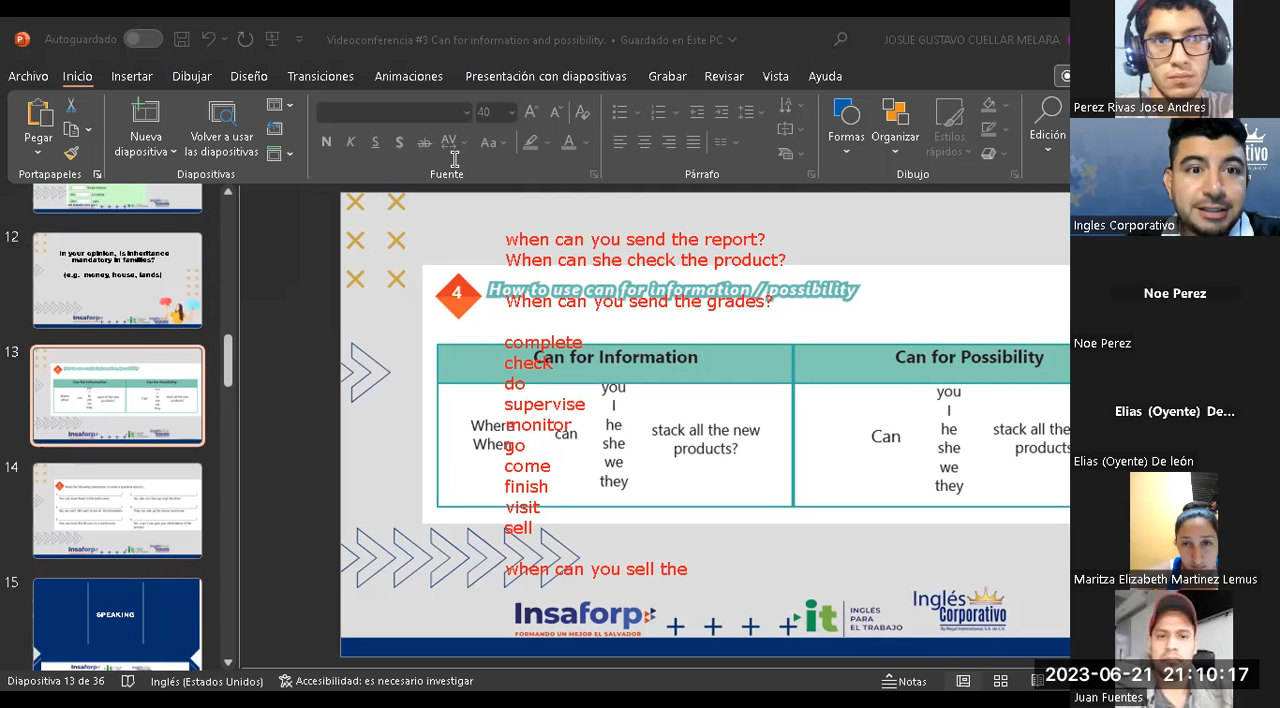 Autoguardado
Videoconferencia #3 Can for information and possibility. • Guardado en Este PC
JOSUE GUSTAVO CUELLAR MELARA
Archivo Inicio Insertar Dibujar Diseño Transiciones Animaciones Presentación con diapositivas Grabar Revisar Vista Ayuda
40
Pegar
Nueva diapositiva
Volver a usar las diapositivas
N K S S ab AV Aa A
Formas
Organizar
Estilos rápidos
Edición
Portapapeles
Diapositivas
Fuente
Párrafo
Dibujo
12
In your opinion, is inheritance
mandatory in families?
(e.g. money, house, lands)
13
14
15
SPEAKING
when can you send the report?
When can she check the product?
4
How to use can for information / possibility
When can you send the grades?
complete
check
do
supervise
monitor
go
come
finish
visit
sell
when can you sell the
Can for Information
Can for Possibility
Where
When
can
you
I
he
she
we
they
stack all the new
products?
Can
you
I
he
she
we
they
stack all the
Insaforp
FORMANDO UN MEJOR EL SALVADOR
it
INGLÉS
PARA
EL TRABAJO
Inglés
Corporativo
Diapositiva 13 de 36
Inglés (Estados Unidos)
Accesibilidad: es necesario investigar
Notas
Perez Rivas Jose Andres
Ingles Corporativo
Noe Perez
Noe Perez
Elias (Oyente) De...
Elias (Oyente) De león
Maritza Elizabeth Martinez Lemus
2023-06-21 21:10:17
Juan Fuentes